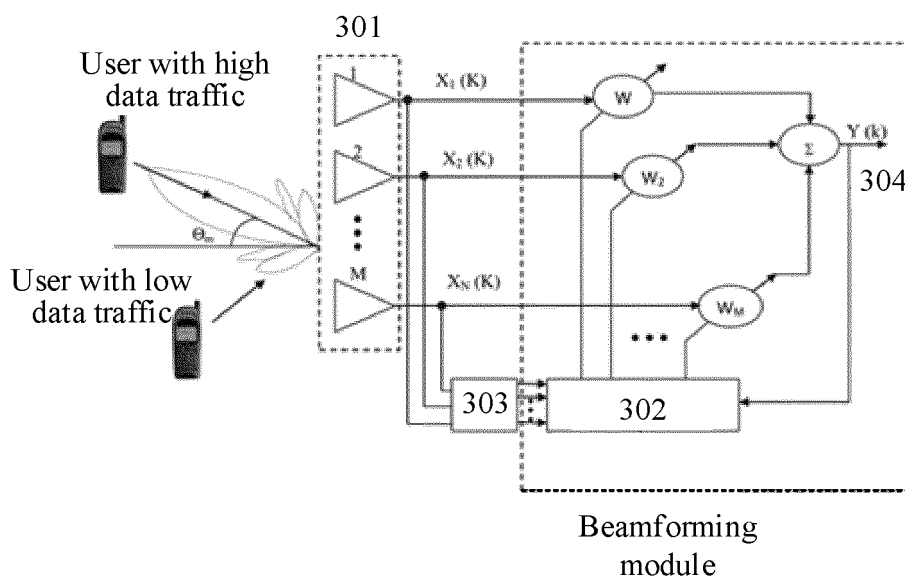 301
User with high
data traffic
1
X₁ (K)
W
2
X₂ (K)
W₂
Σ
Y (k)
304
Θₘ
User with low
data traffic
M
X_N (K)
W_M
303
302
Beamforming
module